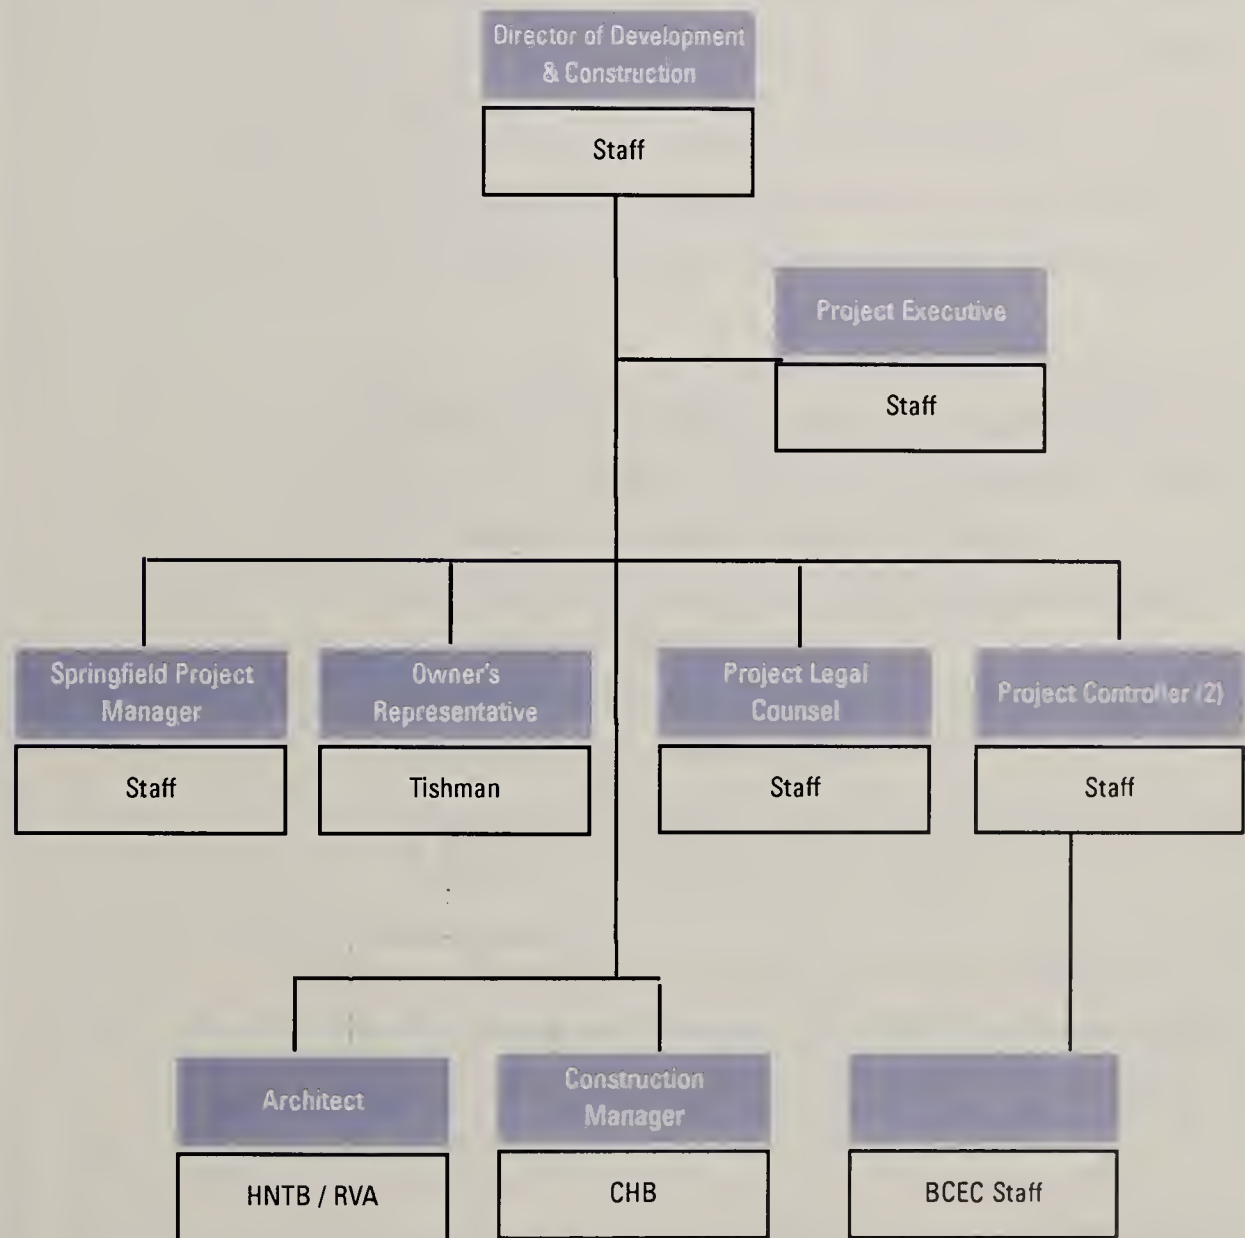 Director of Development
& Construction
Staff
Project Executive
Staff
Springfield Project
Manager
Staff
Owner's
Representative
Tishman
Project Legal
Counsel
Staff
Project Controller (2)
Staff
Architect
HNTB / RVA
Construction
Manager
CHB
BCEC Staff